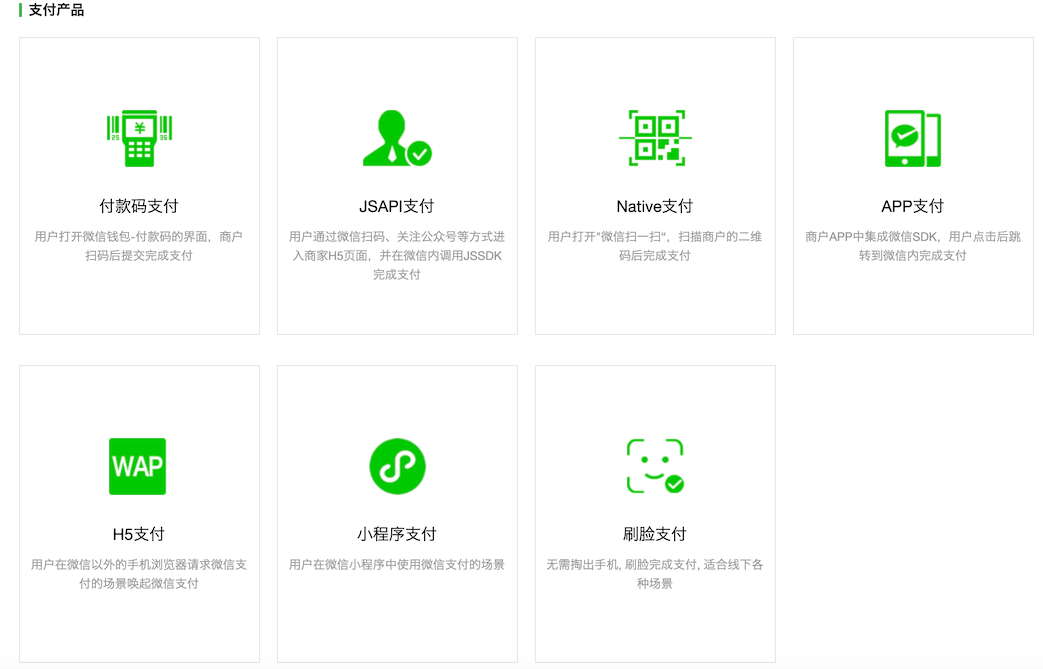 支付产品
25
¥
36
付款码支付
用户打开微信钱包-付款码的界面，商户
扫码后提交完成支付
JSAPI支付
用户通过微信扫码、关注公众号等方式进
入商家H5页面，并在微信内调用JSSDK
完成支付
Native支付
用户打开"微信扫一扫“，扫描商户的二维
码后完成支付
APP支付
商户APP中集成微信SDK，用户点击后跳
转到微信内完成支付
WAP
H5支付
用户在微信以外的手机浏览器请求微信支
付的场景唤起微信支付
小程序支付
用户在微信小程序中使用微信支付的场景
刷脸支付
无需掏出手机, 刷脸完成支付, 适合线下各
种场景